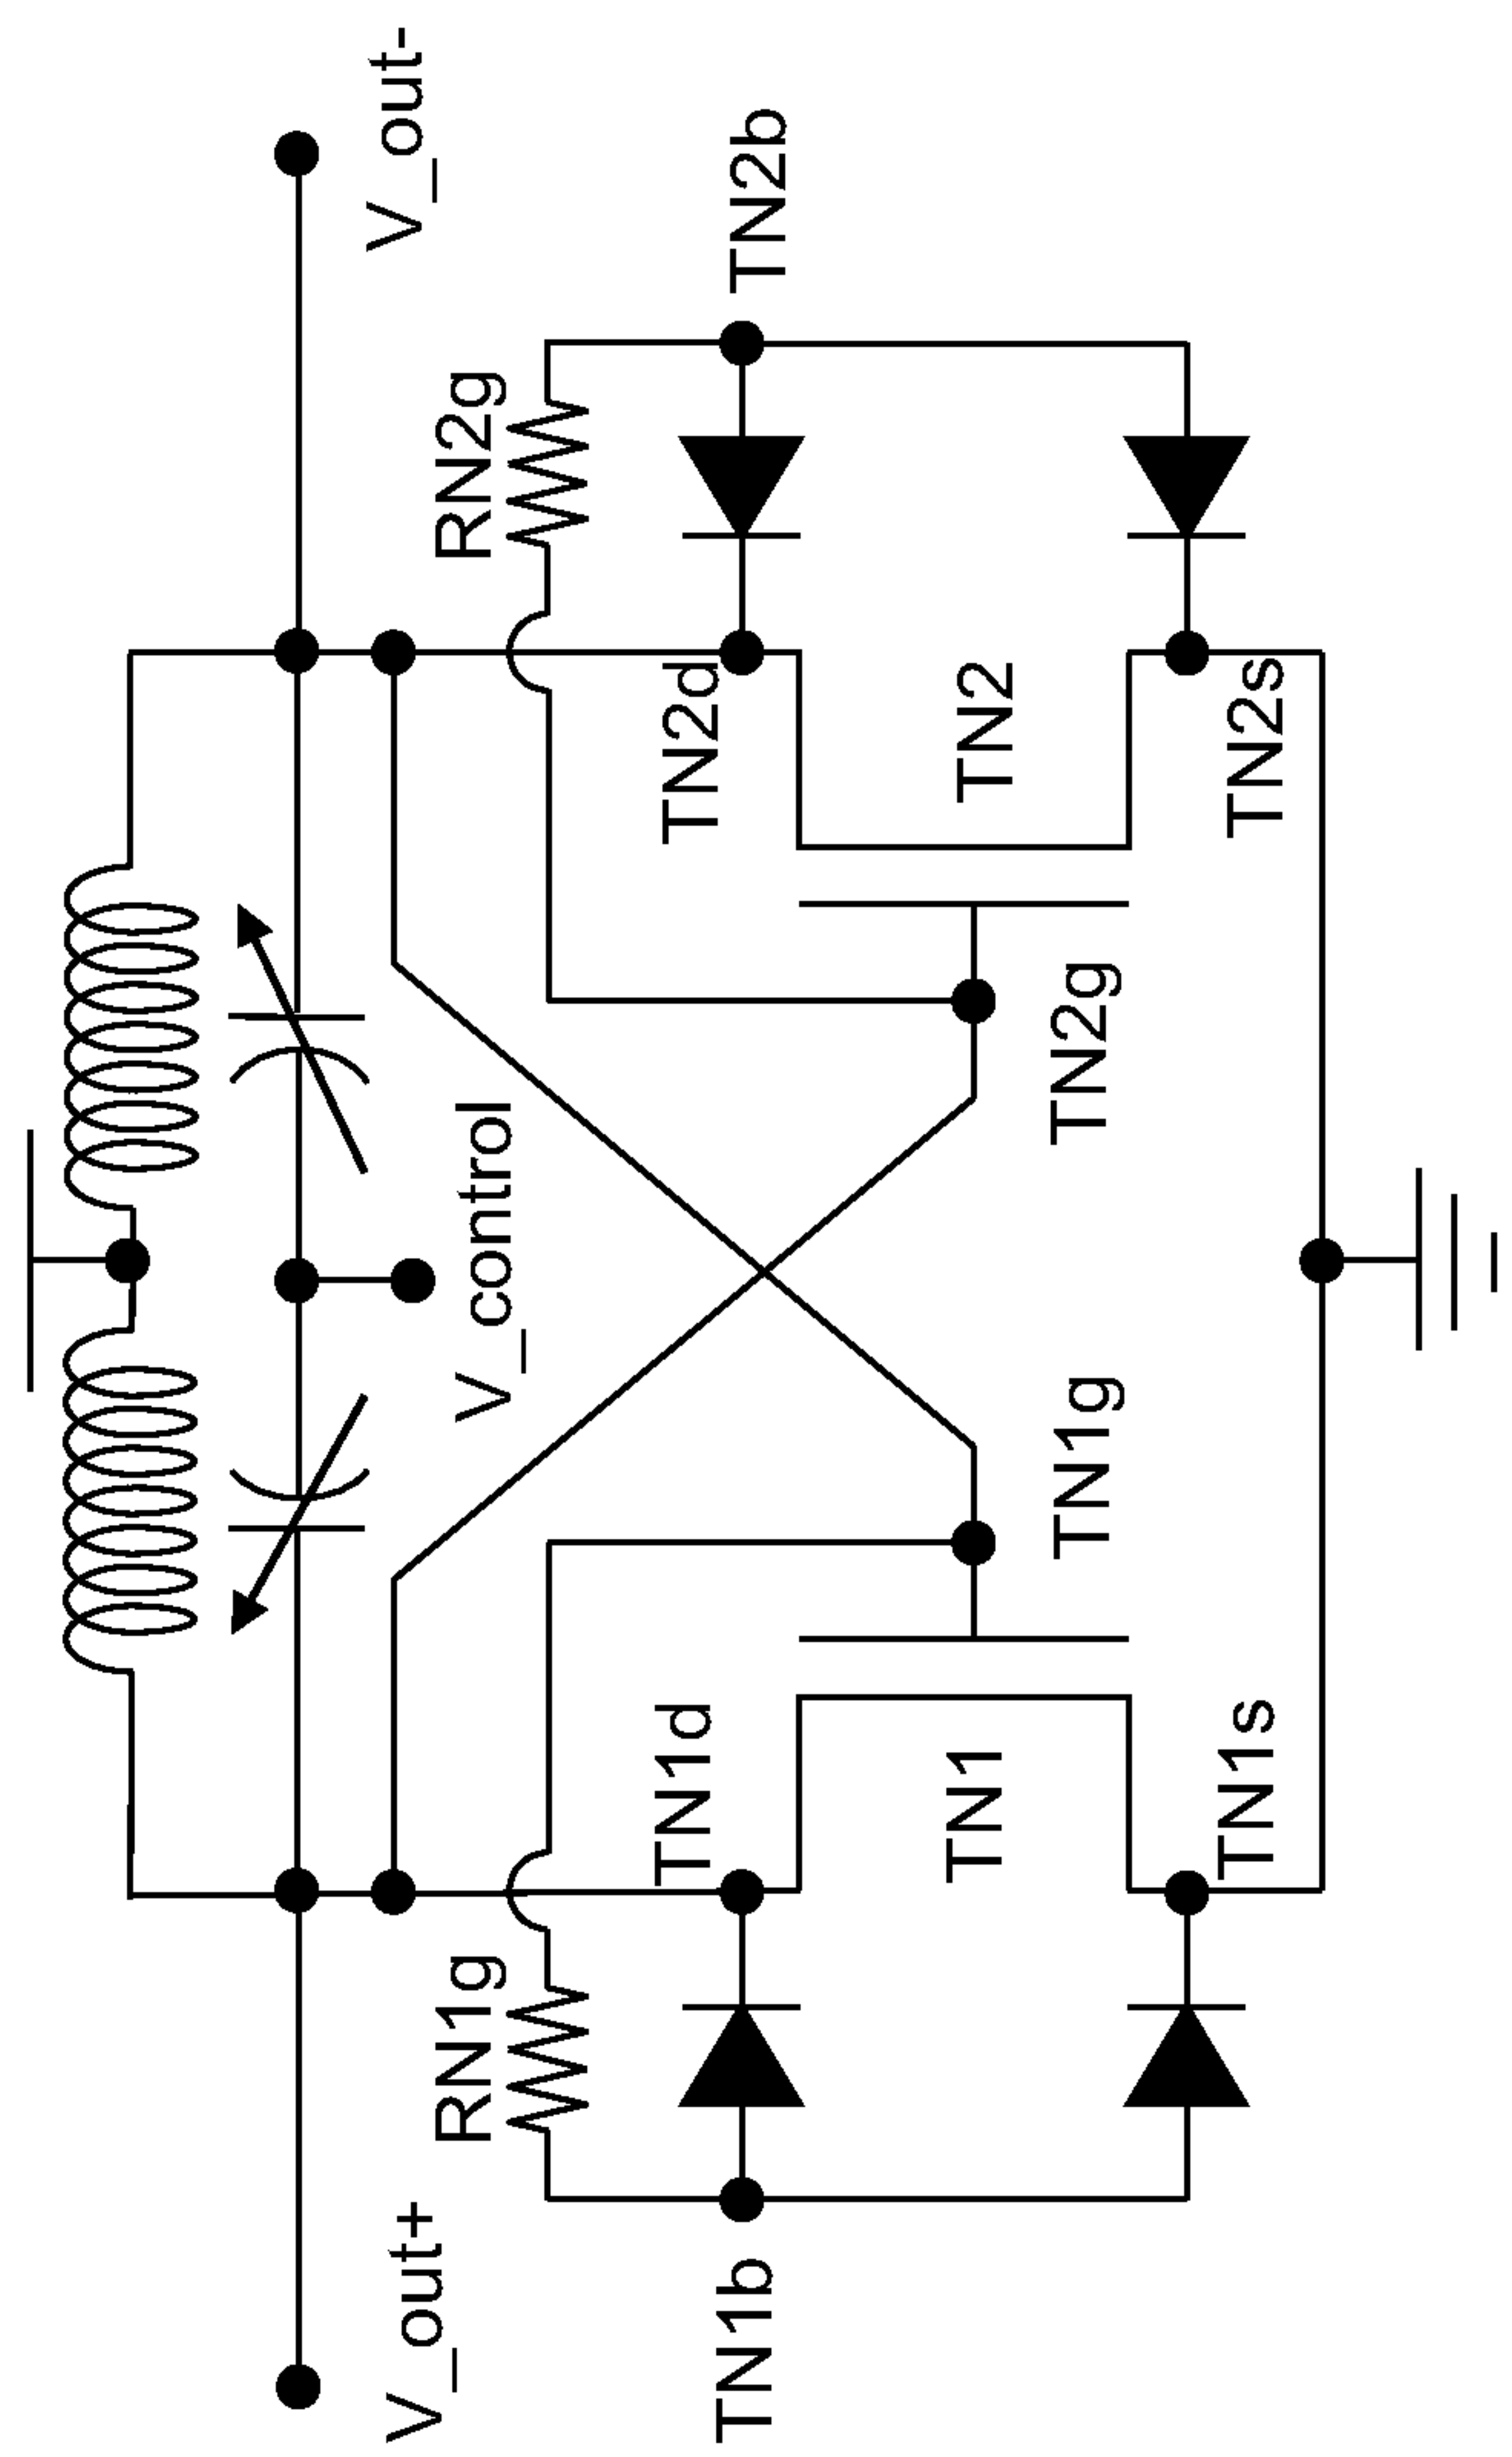 V_out+
V_control
V_out-
RN1g
RN2g
TN1b
TN1d
TN2d
TN2b
TN1
TN2
TN1g
TN2g
TN1s
TN2s